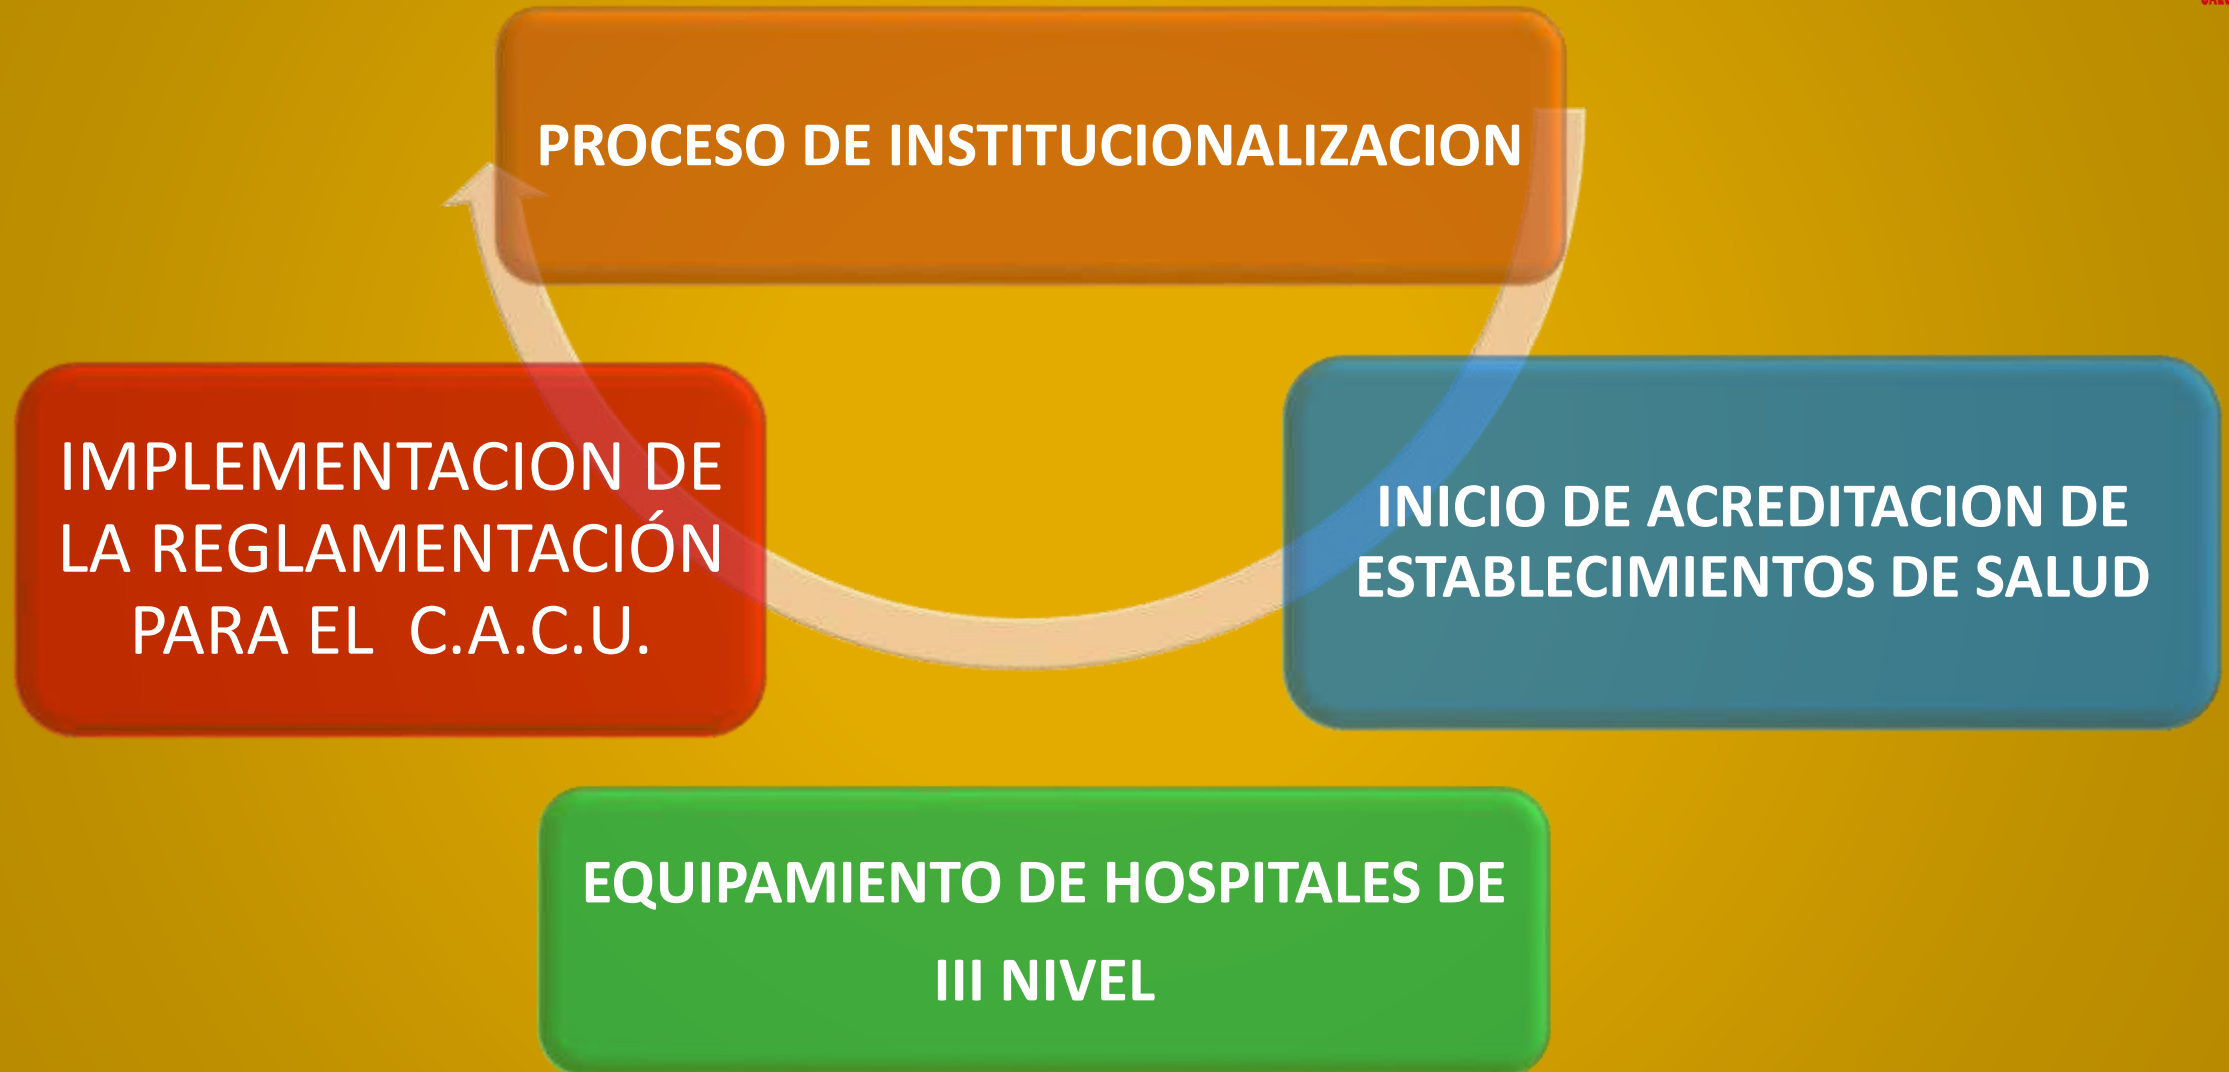 PROCESO DE INSTITUCIONALIZACION
IMPLEMENTACION DE
LA REGLAMENTACIÓN
PARA EL C.A.C.U.
INICIO DE ACREDITACION DE
ESTABLECIMIENTOS DE SALUD
EQUIPAMIENTO DE HOSPITALES DE
III NIVEL